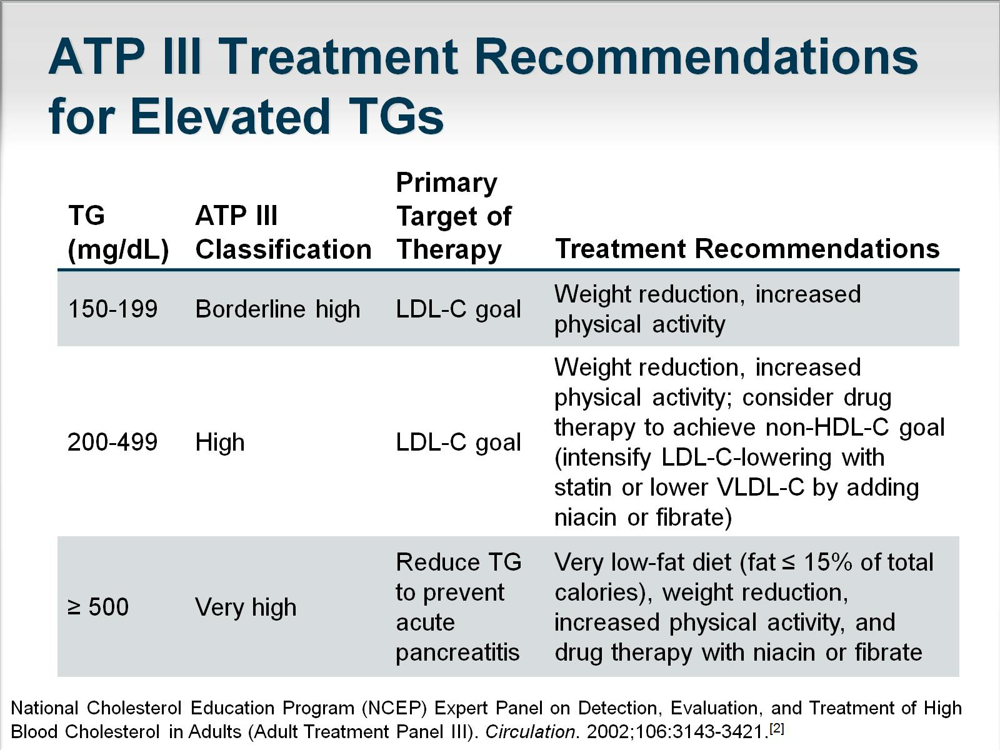 ATP III Treatment Recommendations
for Elevated TGs
TG
(mg/dL)
ATP III
Classification
Primary
Target of
Therapy
Treatment Recommendations
150-199
Borderline high
LDL-C goal
Weight reduction, increased
physical activity
200-499
High
LDL-C goal
Weight reduction, increased
physical activity; consider drug
therapy to achieve non-HDL-C goal
(intensify LDL-C-lowering with
statin or lower VLDL-C by adding
niacin or fibrate)
≥ 500
Very high
Reduce TG
to prevent
acute
pancreatitis
Very low-fat diet (fat ≤ 15% of total
calories), weight reduction,
increased physical activity, and
drug therapy with niacin or fibrate
National Cholesterol Education Program (NCEP) Expert Panel on Detection, Evaluation, and Treatment of High
Blood Cholesterol in Adults (Adult Treatment Panel III). Circulation. 2002;106:3143-3421.[2]